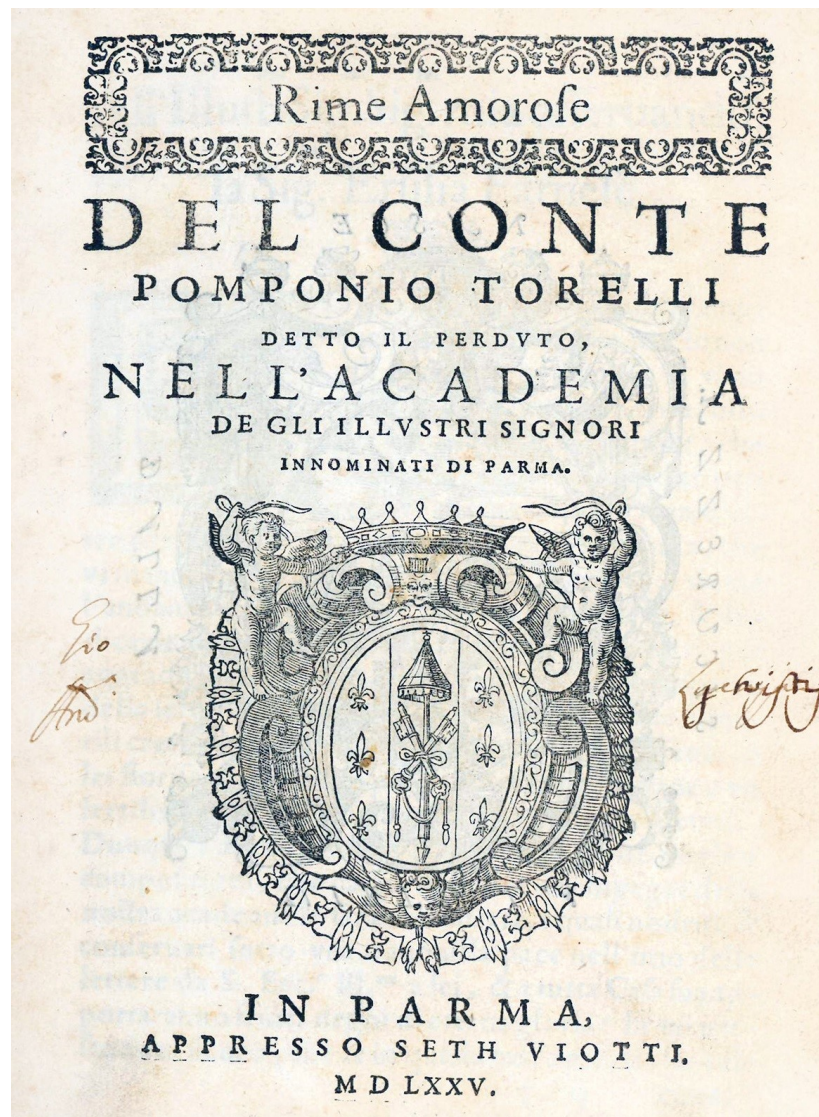 Rime Amoroſe
DEL CONTE
POMPONIO TORELLI
DETTO IL PERDVTO,
NELL'ACADEMIA
DE GLI ILLVSTRI SIGNORI
INNOMINATI DI PARMA.
Gio
IN PARMA,
APPRESSO SETH VIOTTI.
M D LXXV.